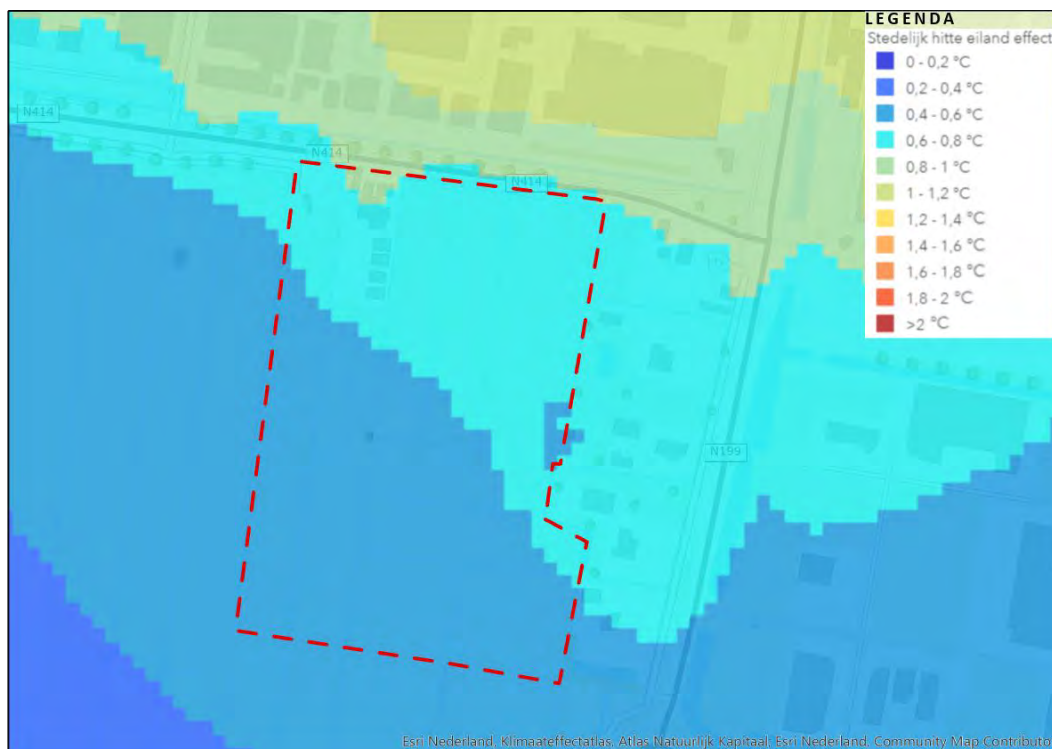 LEGENDA
Stedelijk hitte eiland effect
0 - 0,2 °C
0,2 - 0,4 °C
0,4 - 0,6 °C
0,6 - 0,8 °C
0,8 - 1 °C
1 - 1,2 °C
1,2 - 1,4 °C
1,4 - 1,6 °C
1,6 - 1,8 °C
1,8 - 2 °C
>2 °C
N414
N414
N414
N199
Esri Nederland, Klimaateffectatlas, Atlas Natuurlijk Kapitaal, Esri Nederland, Community Map Contributo